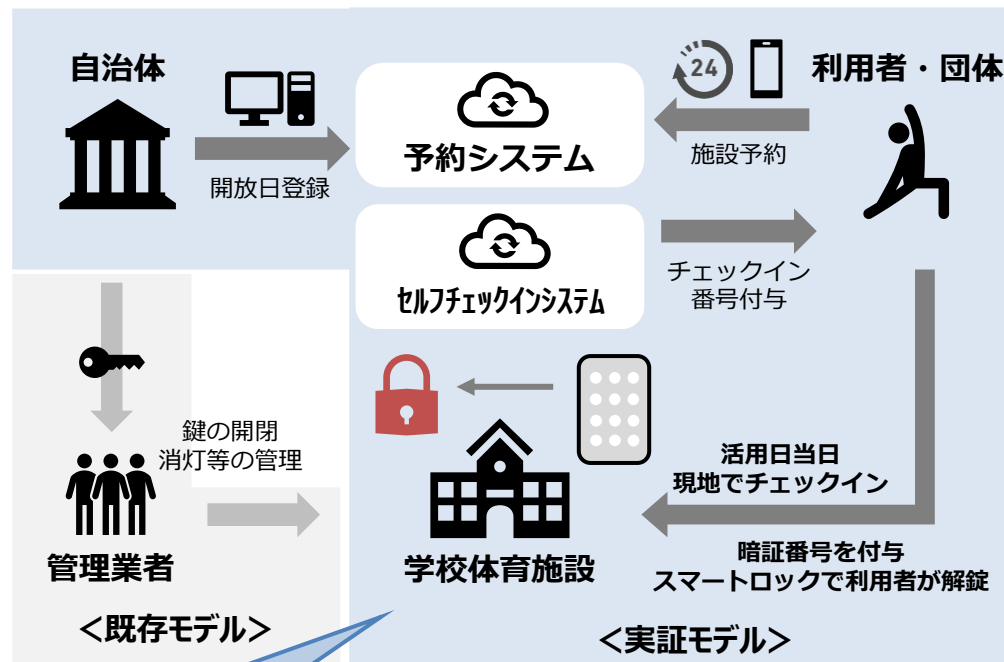 自治体
開放日登録
予約システム
24
施設予約
利用者・団体
セルフチェックインシステム
チェックイン
番号付与
鍵の開閉
消灯等の管理
管理業者
<既存モデル>
学校体育施設
活用日当日
現地でチェックイン
暗証番号を付与
スマートロックで利用者が解錠
<実証モデル>